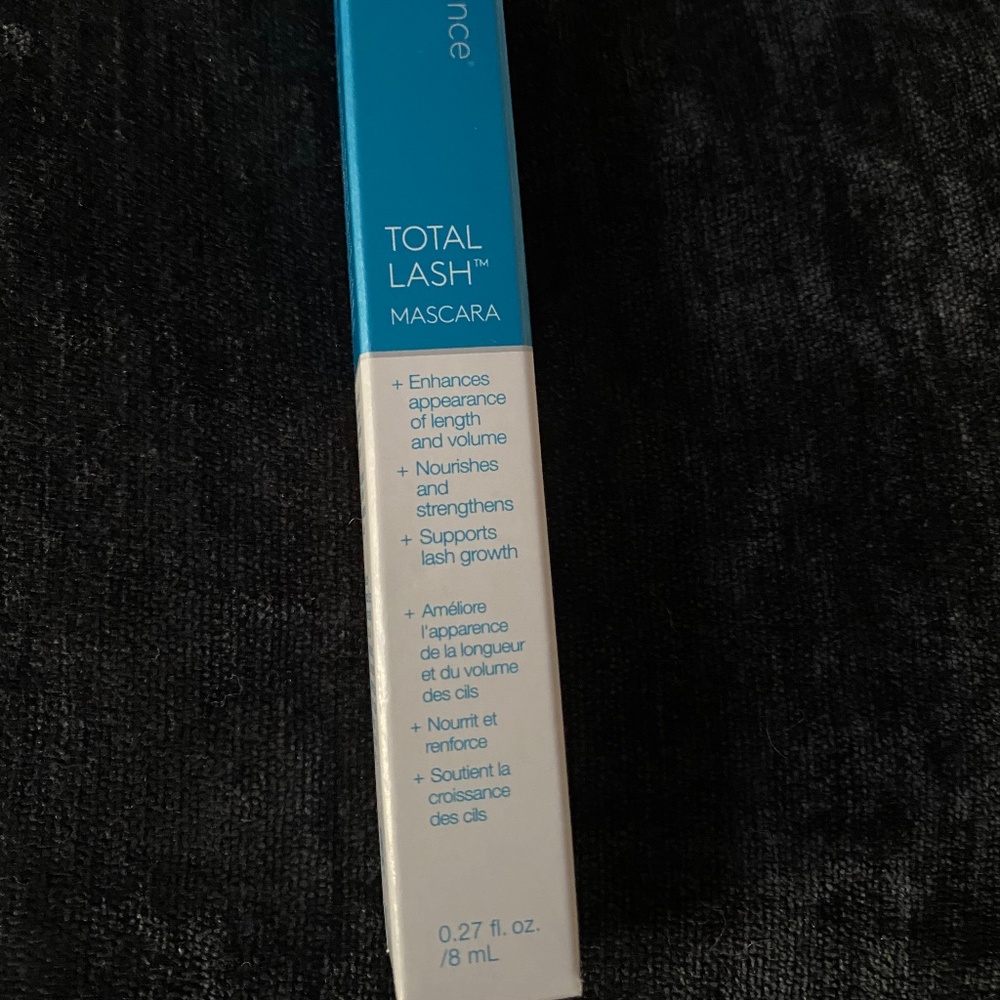 nce®
TOTAL
LASH™
MASCARA
+ Enhances
appearance
of length
and volume
+ Nourishes
and
strengthens
+ Supports
lash growth
+ Améliore
l'apparence
de la longueur
et du volume
des cils
+ Nourrit et
renforce
+ Soutient la
croissance
des cils
0.27 fl. oz.
/8 mL